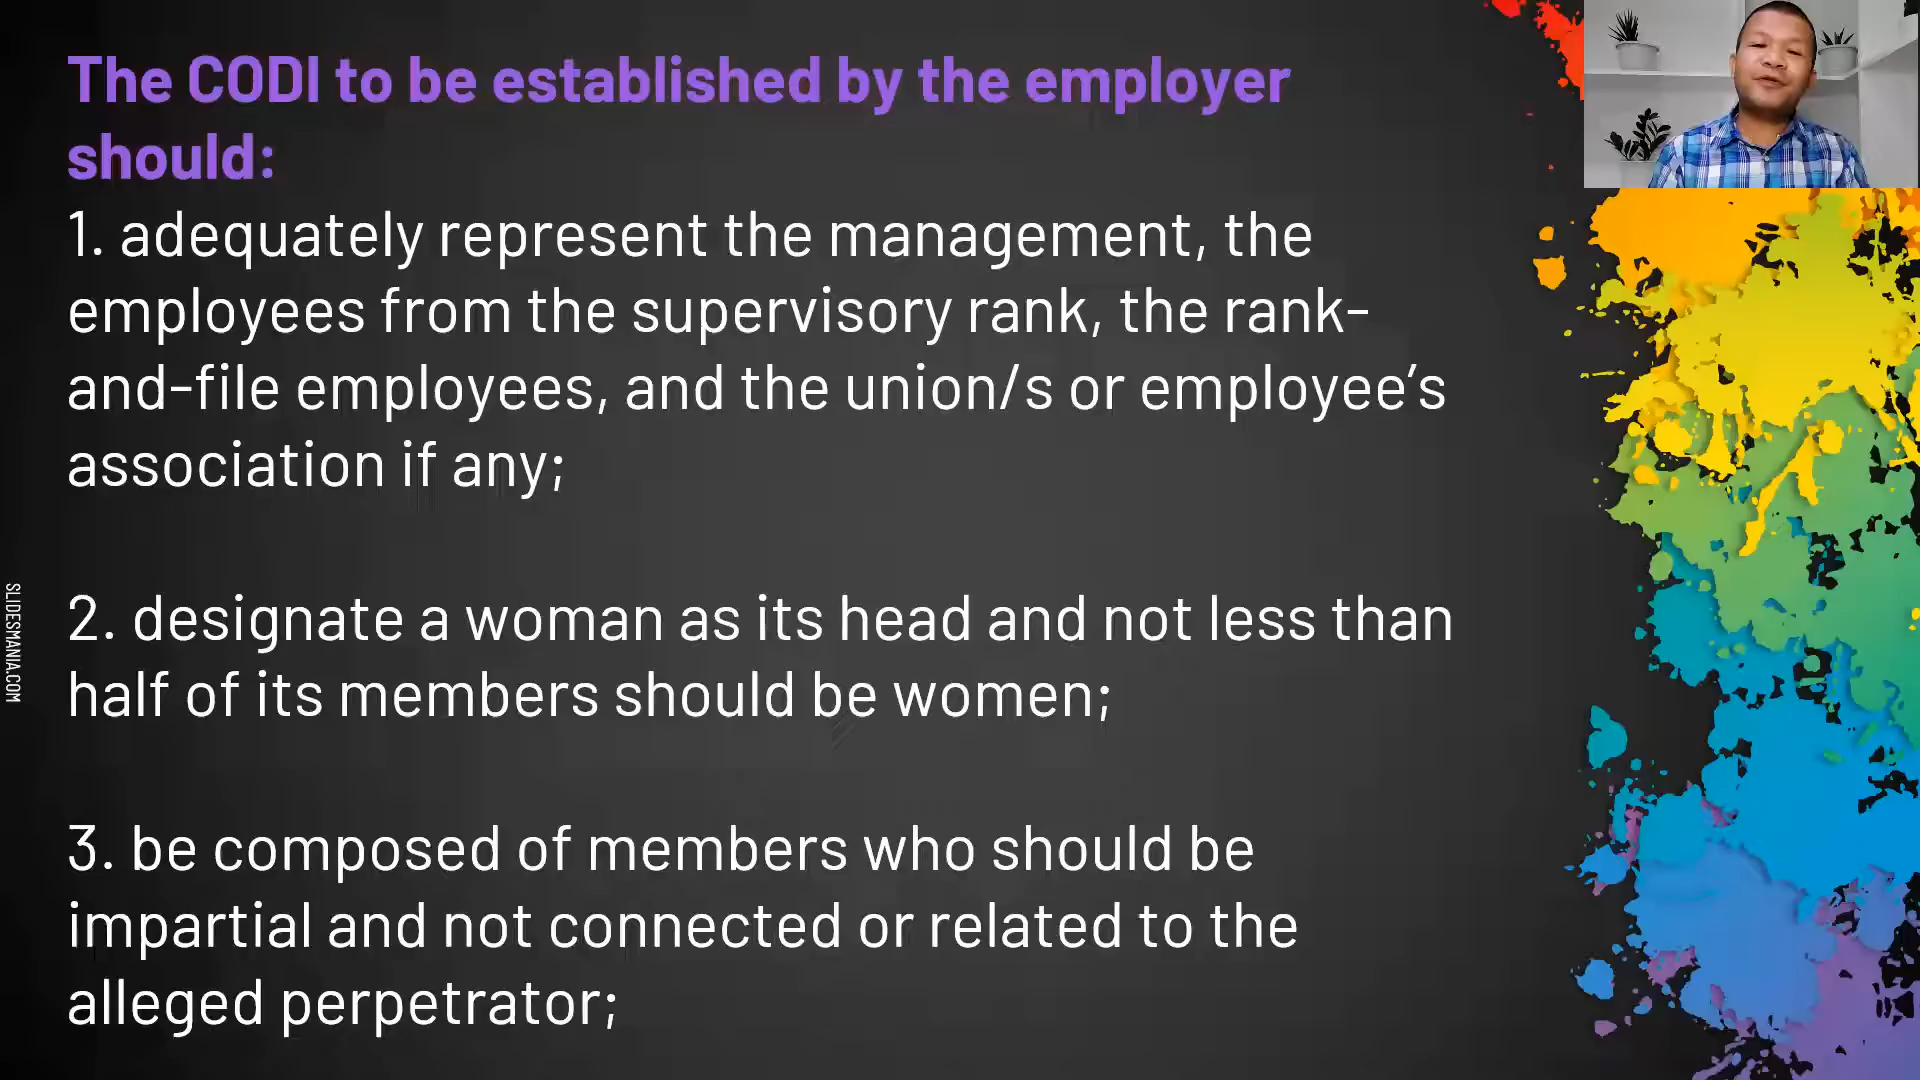 The CODI to be established by the employer
should:
1. adequately represent the management, the
employees from the supervisory rank, the rank-
and-file employees, and the union/s or employee’s
association if any;
2. designate a woman as its head and not less than
half of its members should be women;
3. be composed of members who should be
impartial and not connected or related to the
alleged perpetrator;
SLIDESMANIA.COM